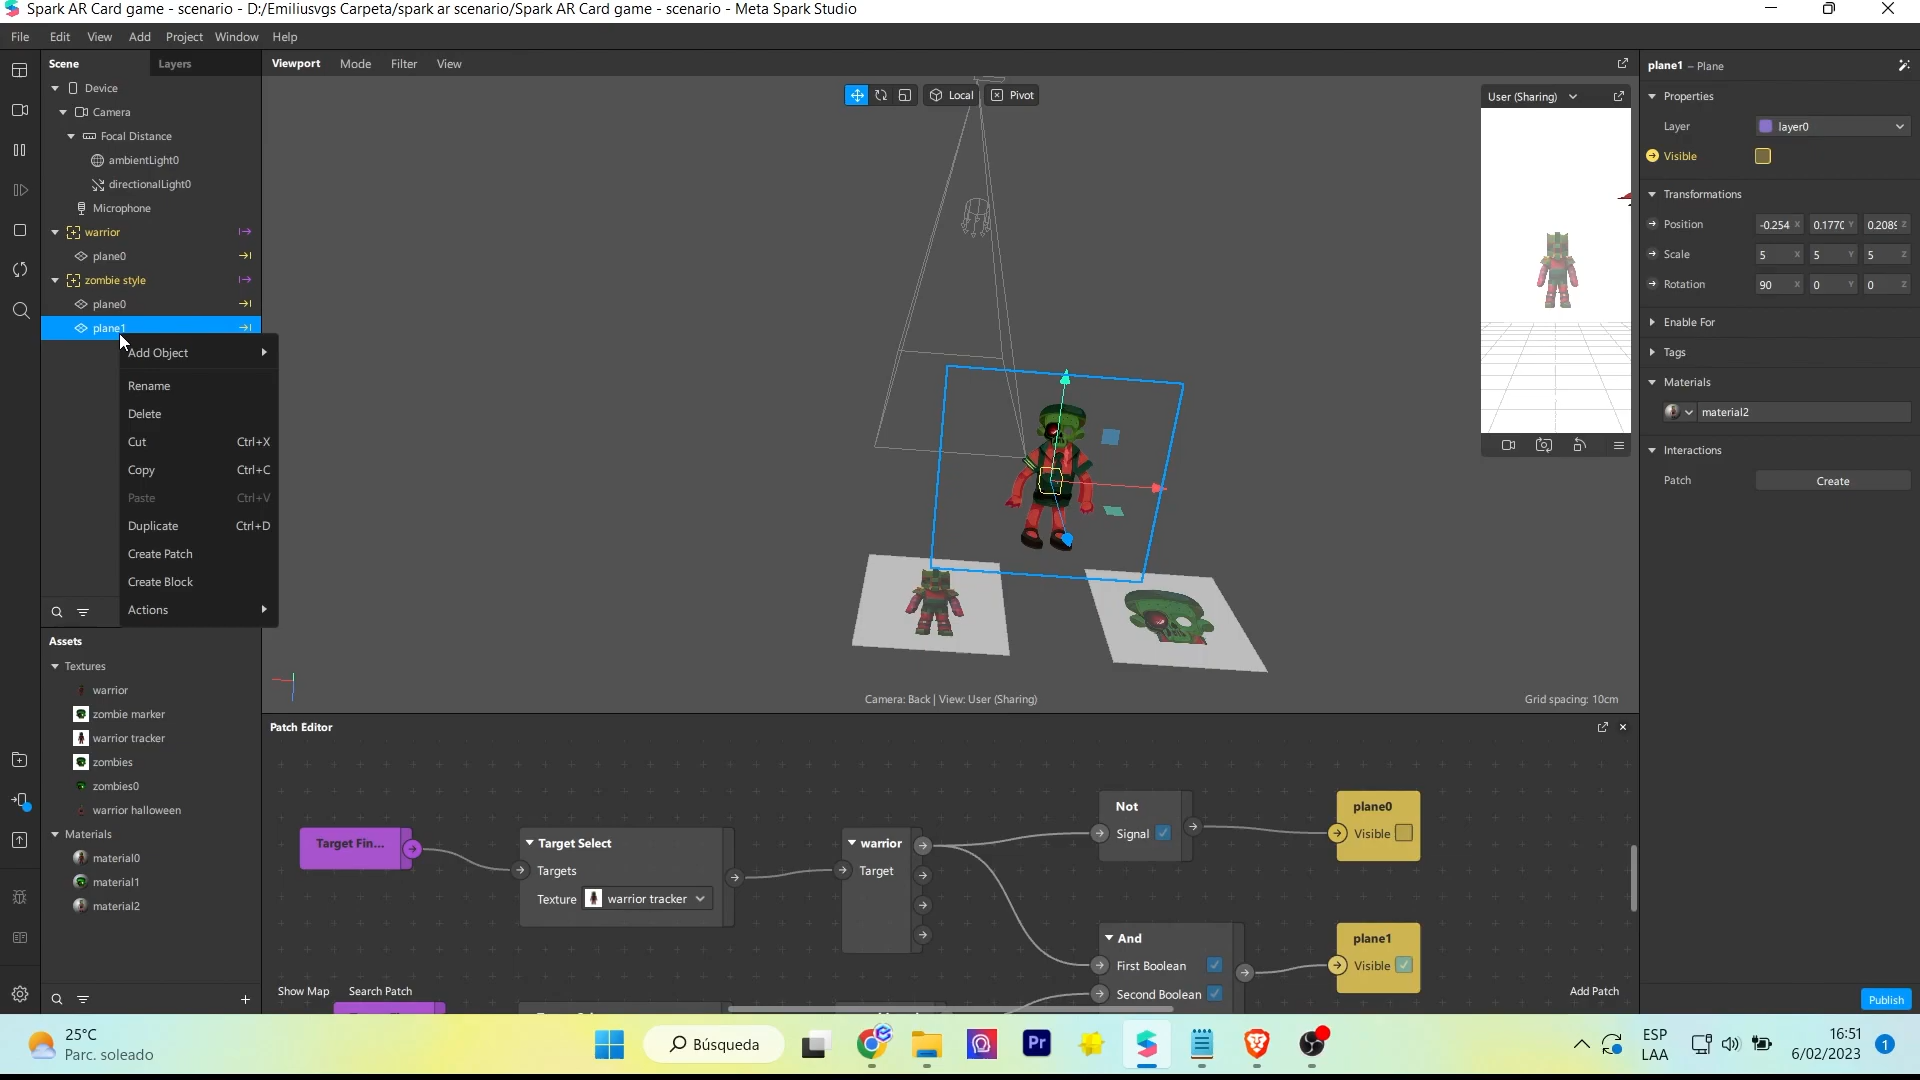 Spark AR Card game - scenario - D:/Emiliusvgs Carpeta/spark ar scenario/Spark AR Card game - scenario - Meta Spark Studio
File Edit View Add Project Window Help
Scene Layers
Device
Camera
Focal Distance
ambientLight0
directionalLight0
Microphone
warrior
plane0
zombie style
plane0
plane1
Add Object
Rename
Delete
Cut Ctrl+X
Copy Ctrl+C
Paste Ctrl+V
Duplicate Ctrl+D
Create Patch
Create Block
Actions
Assets
Textures
warrior
zombie marker
warrior tracker
zombies
zombies0
warrior halloween
Materials
material0
material1
material2
Viewport Mode Filter View
Local Pivot
User (Sharing)
Camera: Back | View: User (Sharing)
Grid spacing: 10cm
Patch Editor
Target Fin...
Target Select
Targets
Texture warrior tracker
warrior
Target
Not
Signal
plane0
Visible
And
First Boolean
Second Boolean
plane1
Visible
Show Map Search Patch
Add Patch
plane1 – Plane
Properties
Layer layer0
Visible
Transformations
Position -0.254 X 0.177 Y 0.208 Z
Scale 5 X 5 Y 5 Z
Rotation 90 X 0 Y 0 Z
Enable For
Tags
Materials
material2
Interactions
Patch Create
Publish
25°C
Parc. soleado
Búsqueda
Pr
ESP
LAA
16:51
6/02/2023
1